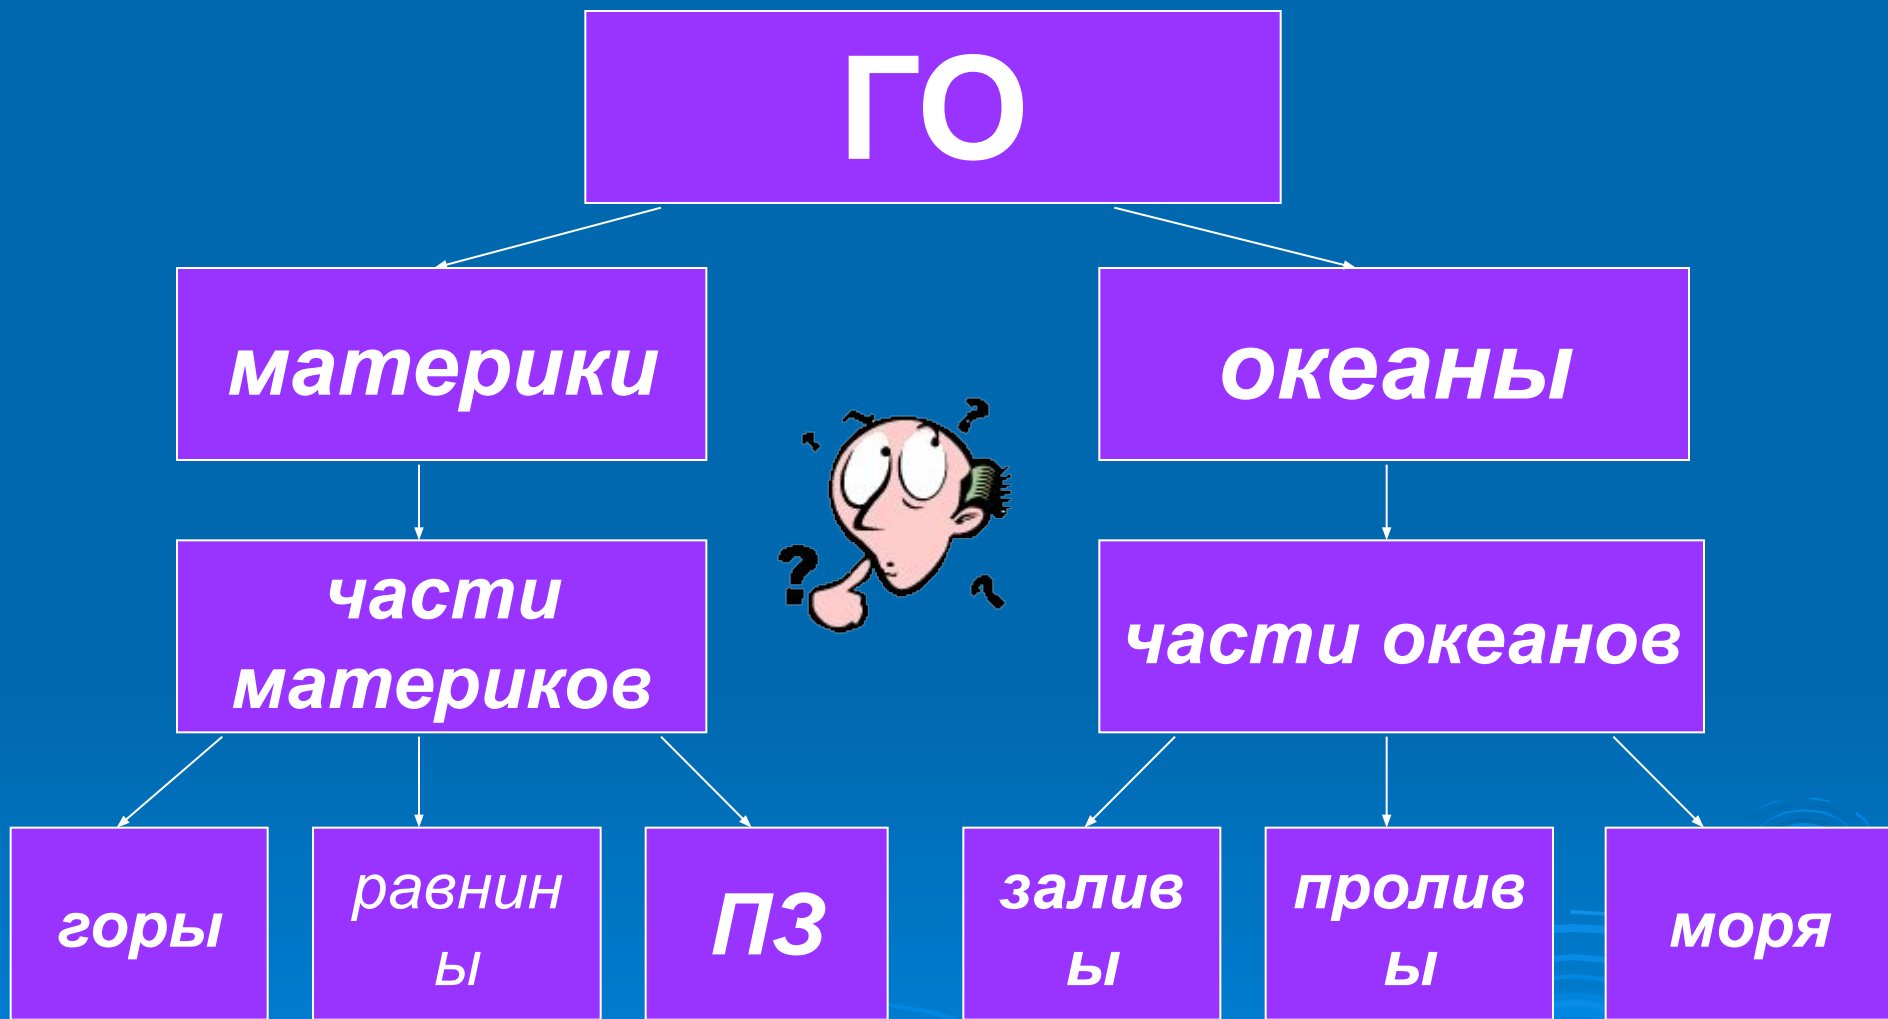 ГО
материки
океаны
части
материков
части океанов
горы
равнин
ы
ПЗ
залив
ы
пролив
ы
моря
? ? ? ? ?